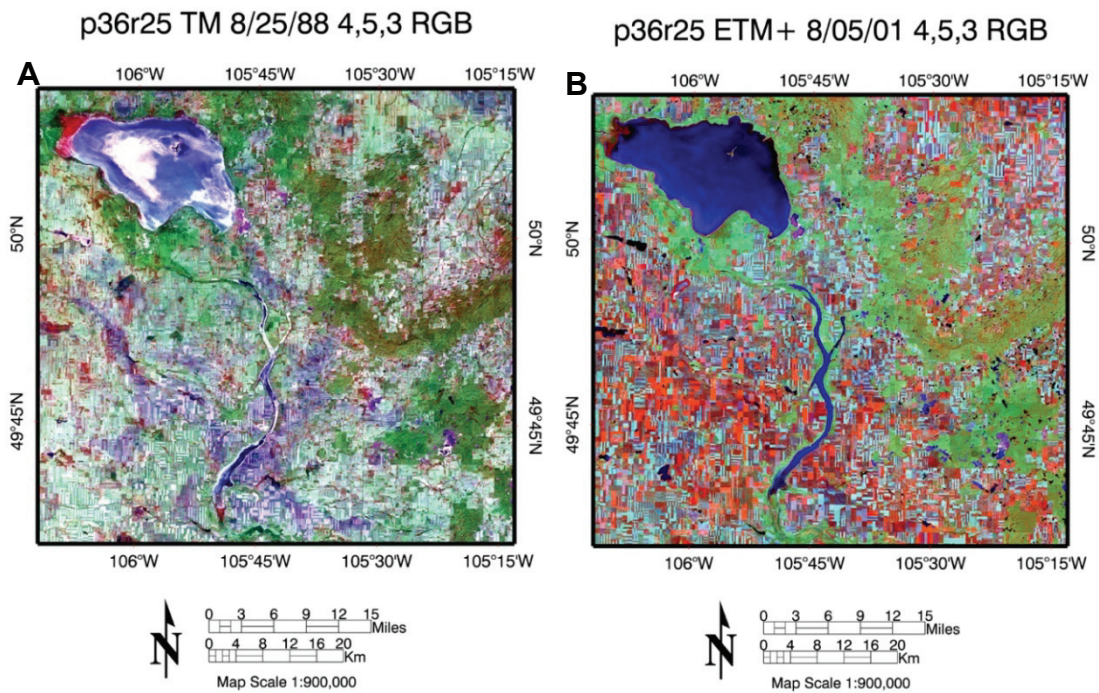 p36r25 TM 8/25/88 4,5,3 RGB
A
106°W 105°45'W 105°30'W 105°15'W
50°N
50°N
49°45'N
49°45'N
106°W 105°45'W 105°30'W 105°15'W
N
0 3 6 9 12 15
Miles
0 4 8 12 16 20
Km
Map Scale 1:900,000
p36r25 ETM+ 8/05/01 4,5,3 RGB
B
106°W 105°45'W 105°30'W 105°15'W
50°N
50°N
49°45'N
49°45'N
106°W 105°45'W 105°30'W 105°15'W
N
0 3 6 9 12 15
Miles
0 4 8 12 16 20
Km
Map Scale 1:900,000